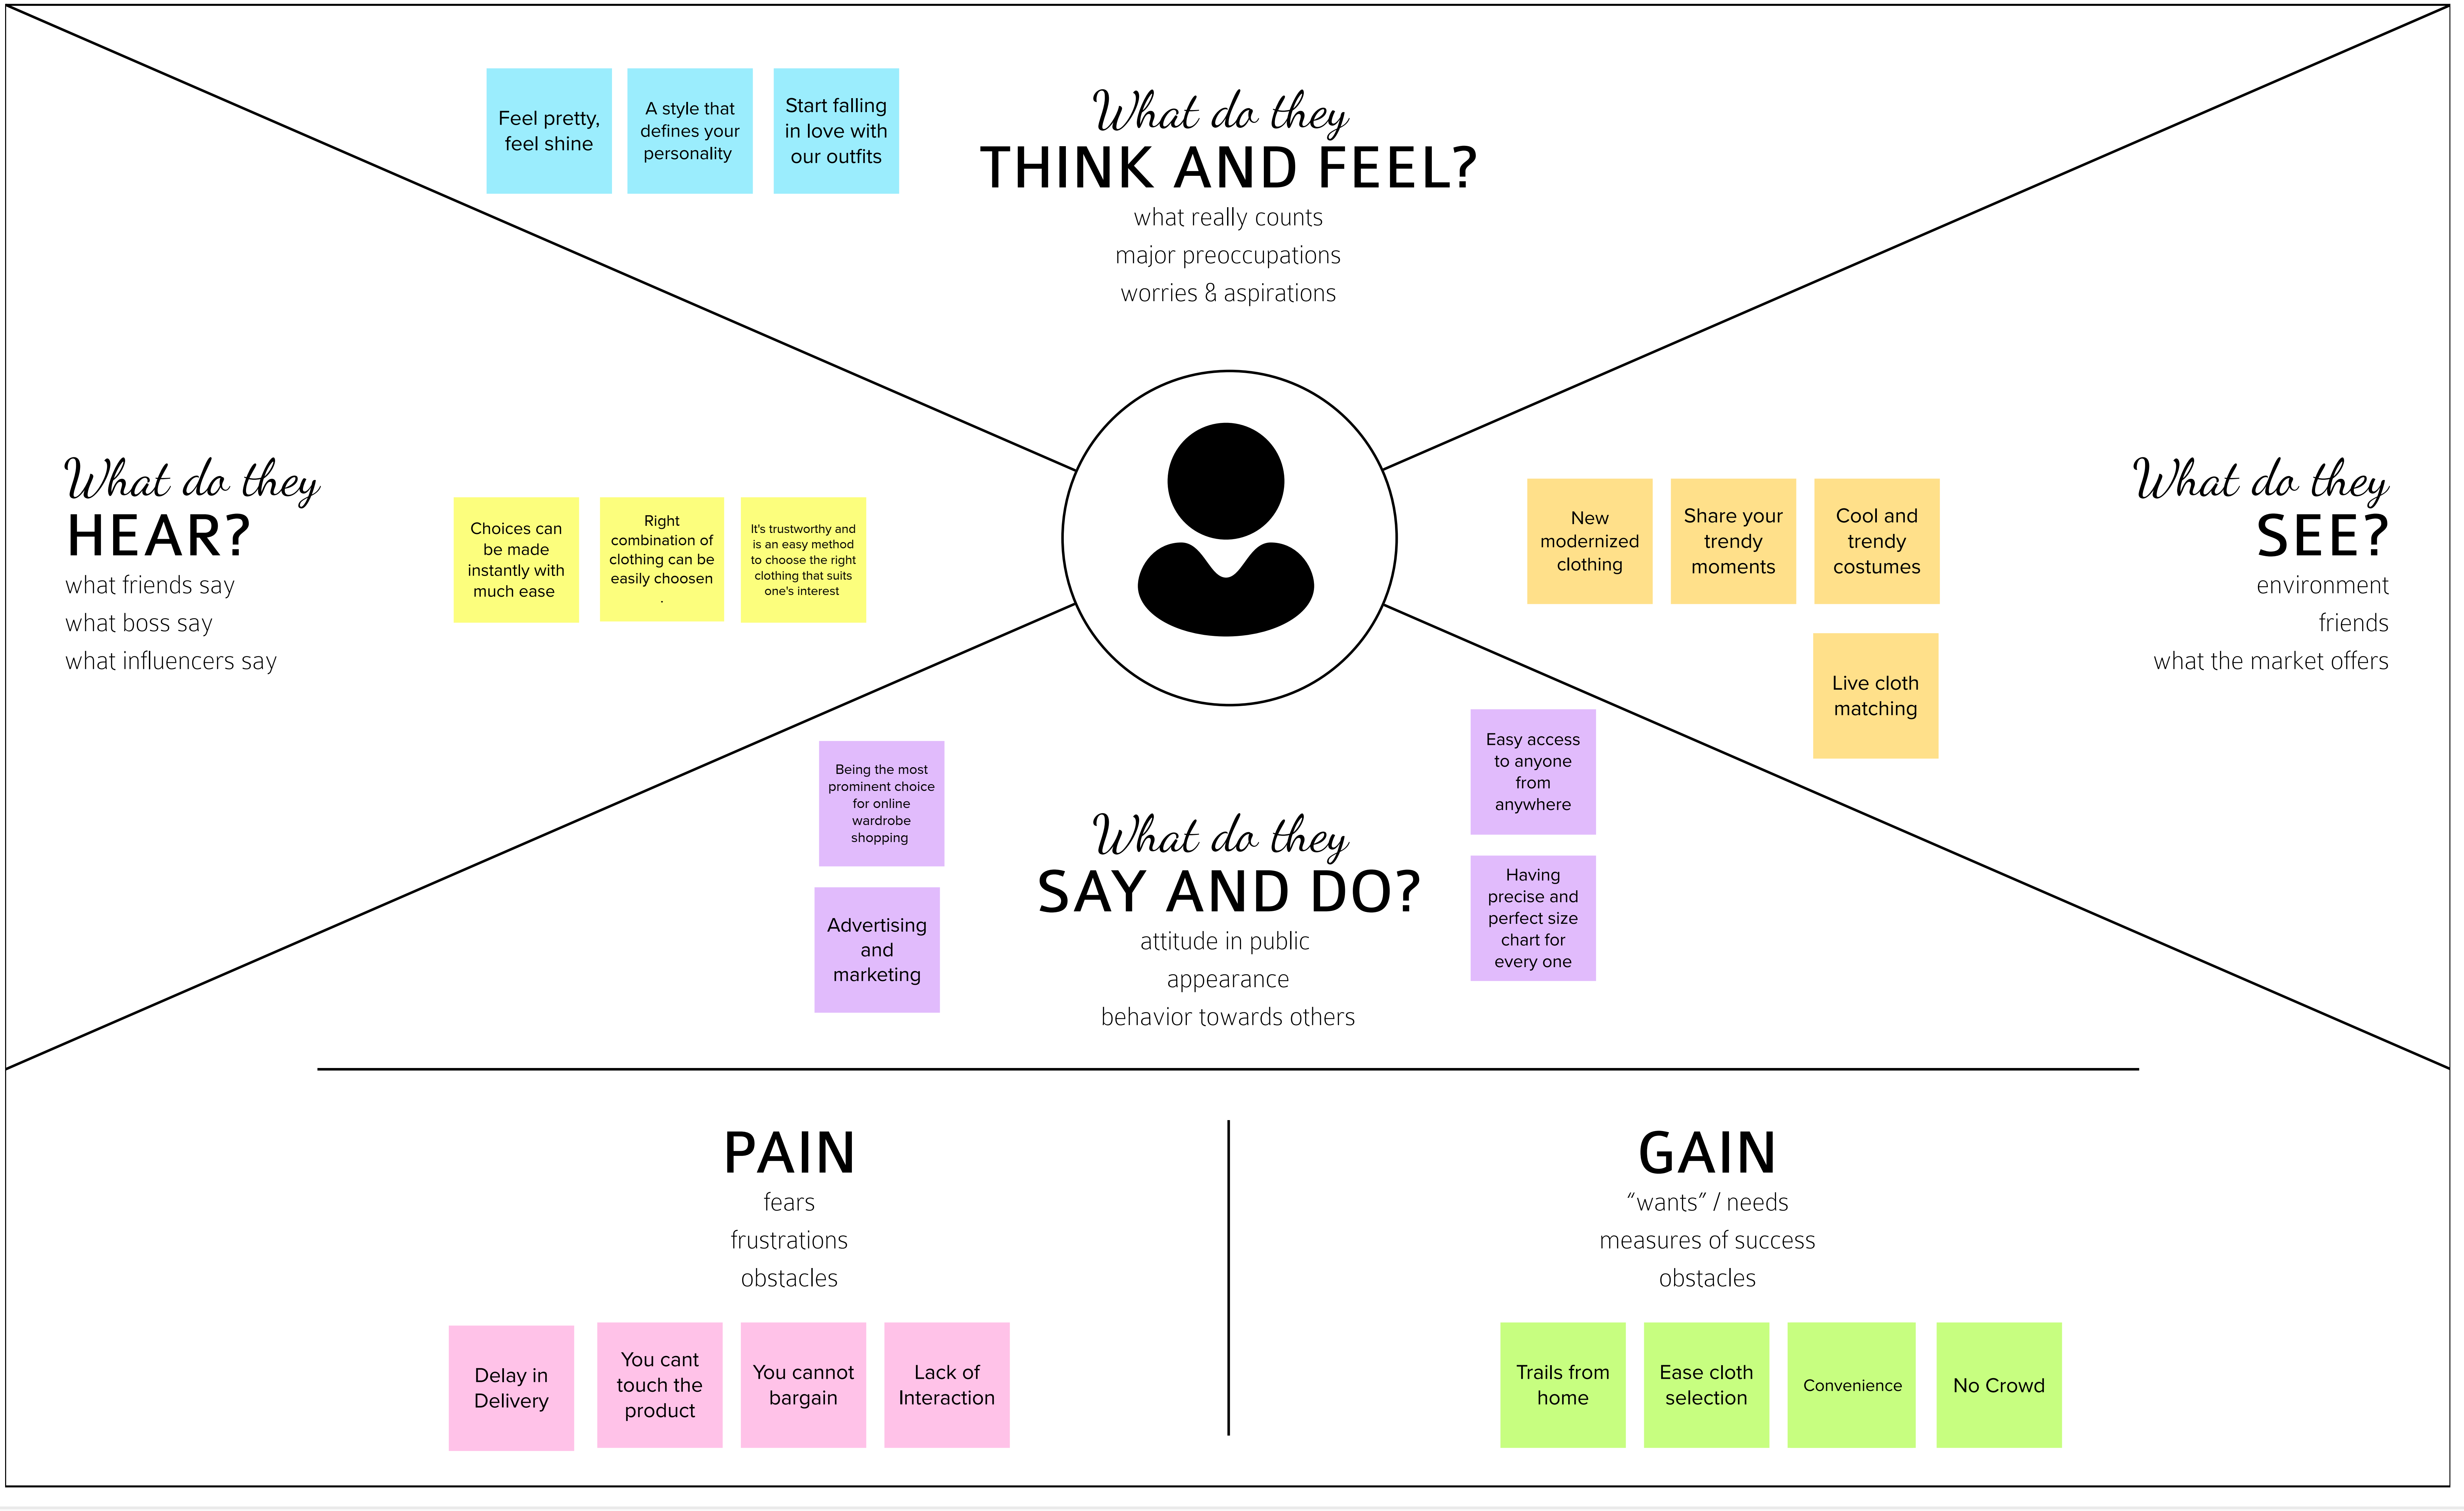 Feel pretty,
feel shine
A style that
defines your
personality
Start falling
in love with
our outfits
What do they
THINK AND FEEL?
what really counts
major preoccupations
worries & aspirations
What do they
HEAR?
what friends say
what boss say
what influencers say
Choices can
be made
instantly with
much ease
Right
combination of
clothing can be
easily choosen
.
It's trustworthy and
is an easy method
to choose the right
clothing that suits
one's interest
New
modernized
clothing
Share your
trendy
moments
Cool and
trendy
costumes
Live cloth
matching
What do they
SEE?
environment
friends
what the market offers
Being the most
prominent choice
for online
wardrobe
shopping
Advertising
and
marketing
What do they
SAY AND DO?
attitude in public
appearance
behavior towards others
Easy access
to anyone
from
anywhere
Having
precise and
perfect size
chart for
every one
PAIN
fears
frustrations
obstacles
Delay in
Delivery
You cant
touch the
product
You cannot
bargain
Lack of
Interaction
GAIN
“wants” / needs
measures of success
obstacles
Trails from
home
Ease cloth
selection
Convenience
No Crowd